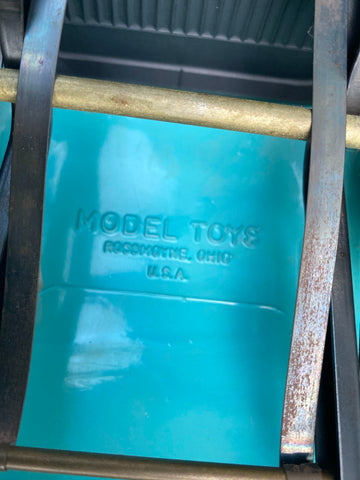 MODEL TOYS
ROSSMOYNE, OHIO
U.S.A.